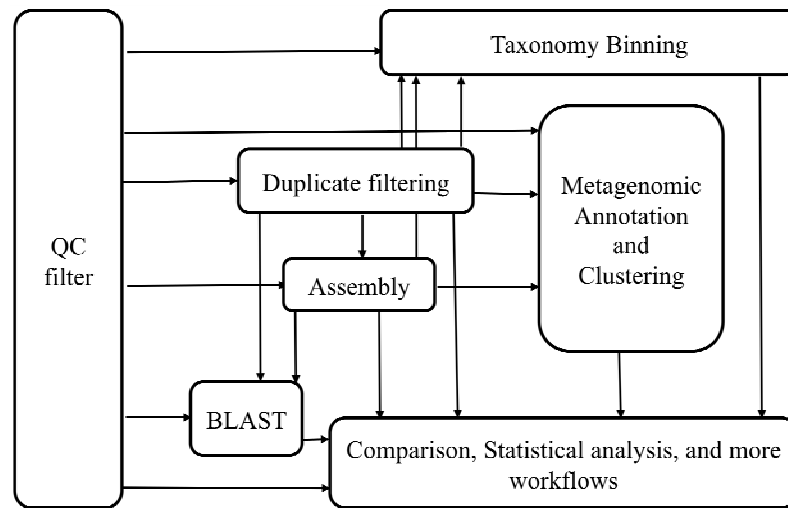 Taxonomy Binning
Duplicate filtering
Metagenomic
Annotation
and
Clustering
QC
filter
Assembly
BLAST
Comparison, Statistical analysis, and more
workflows